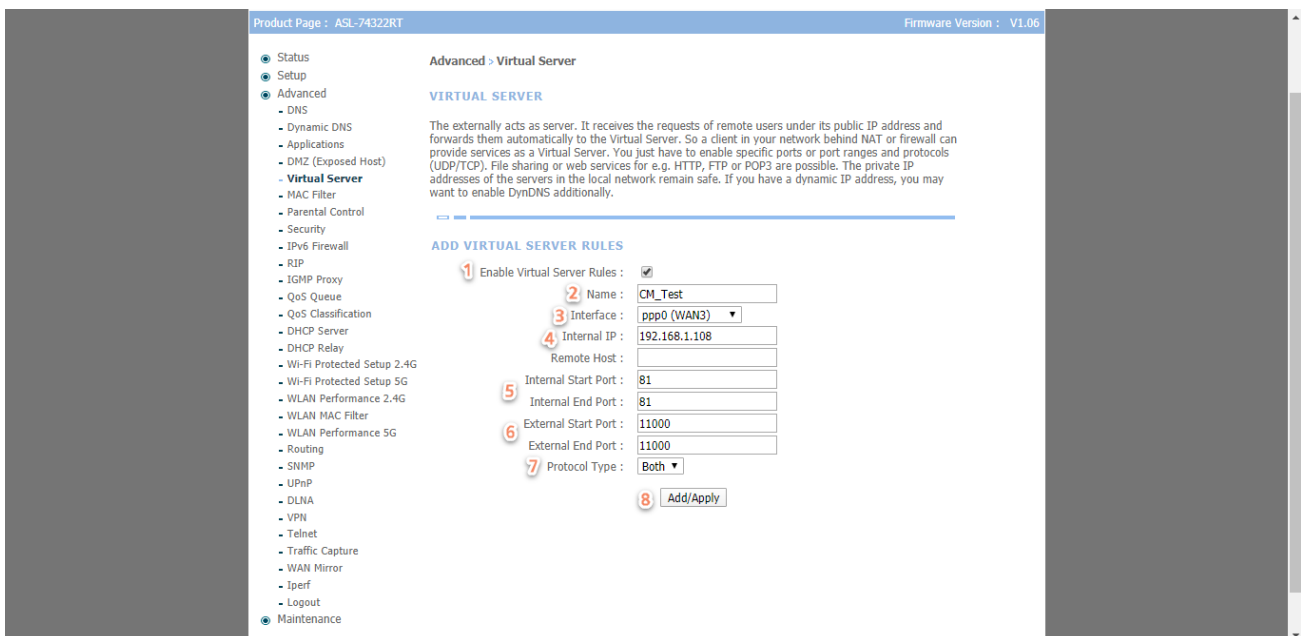 Product Page : ASL-74322RT
Firmware Version : V1.06
Status
Setup
Advanced
- DNS
- Dynamic DNS
- Applications
- DMZ (Exposed Host)
- Virtual Server
- MAC Filter
- Parental Control
- Security
- IPv6 Firewall
- RIP
- IGMP Proxy
- QoS Queue
- QoS Classification
- DHCP Server
- DHCP Relay
- Wi-Fi Protected Setup 2.4G
- Wi-Fi Protected Setup 5G
- WLAN Performance 2.4G
- WLAN MAC Filter
- WLAN Performance 5G
- Routing
- SNMP
- UPnP
- DLNA
- VPN
- Telnet
- Traffic Capture
- WAN Mirror
- Iperf
- Logout
Maintenance
Advanced > Virtual Server
VIRTUAL SERVER
The externally acts as server. It receives the requests of remote users under its public IP address and
forwards them automatically to the Virtual Server. So a client in your network behind NAT or firewall can
provide services as a Virtual Server. You just have to enable specific ports or port ranges and protocols
(UDP/TCP). File sharing or web services for e.g. HTTP, FTP or POP3 are possible. The private IP
addresses of the servers in the local network remain safe. If you have a dynamic IP address, you may
want to enable DynDNS additionally.
ADD VIRTUAL SERVER RULES
1 Enable Virtual Server Rules :
2 Name : CM_Test
3 Interface : ppp0 (WAN3)
4 Internal IP : 192.168.1.108
Remote Host :
5
Internal Start Port : 81
Internal End Port : 81
6
External Start Port : 11000
External End Port : 11000
7 Protocol Type : Both
8 Add/Apply